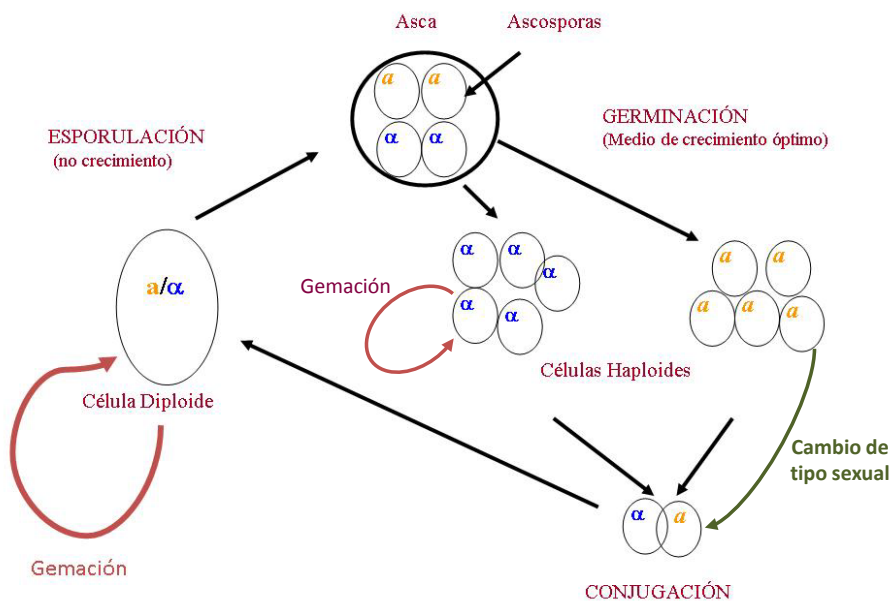 Asca
Ascosporas
a a
α α
ESPORULACIÓN
(no crecimiento)
GERMINACIÓN
(Medio de crecimiento óptimo)
a/α
Célula Diploide
Gemación
Gemación
α α
α
α α
a a
a a a
Células Haploides
Cambio de
tipo sexual
α a
CONJUGACIÓN